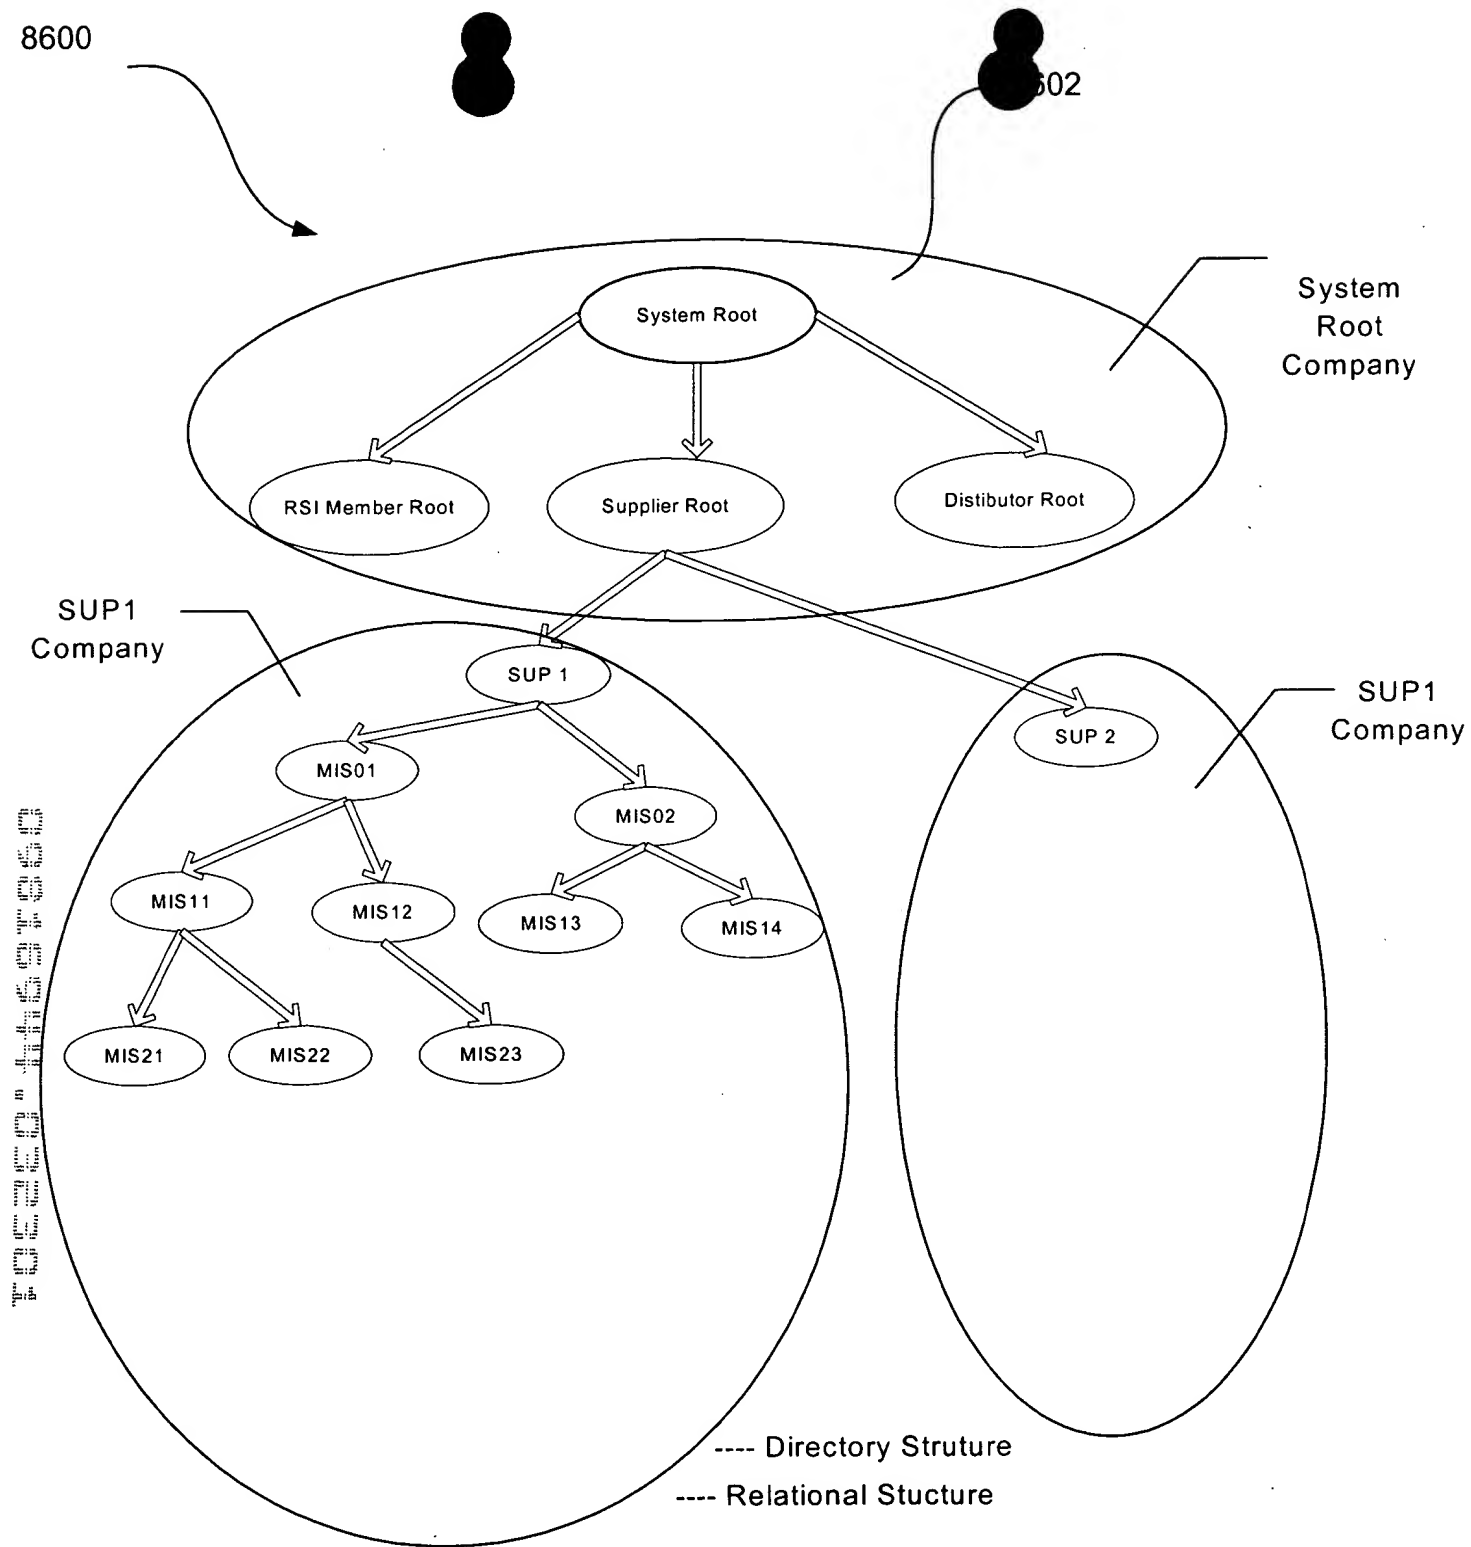 8600
602
System Root
System
Root
Company
RSI Member Root
Supplier Root
Distibutor Root
SUP1
Company
SUP 1
SUP1
Company
SUP 2
MIS01
MIS02
MIS11
MIS12
MIS13
MIS14
MIS21
MIS22
MIS23
---- Directory Struture
---- Relational Stucture